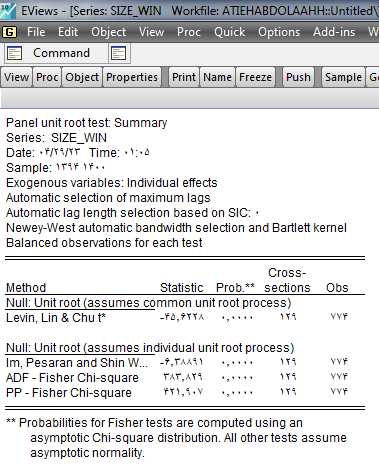 EViews - [Series: SIZE_WIN Workfile: ATIEHABDOLAAHH::Untitled\
File Edit Object View Proc Quick Options Add-ins W
Command
View Proc Object Properties Print Name Freeze Push Sample Ge
Panel unit root test: Summary
Series: SIZE_WIN
Date: ۰۴/۲۹/۲۳ Time: ۰۱:۰۵
Sample: ۱۳۹۴ ۱۴۰۰
Exogenous variables: Individual effects
Automatic selection of maximum lags
Automatic lag length selection based on SIC: ۰
Newey-West automatic bandwidth selection and Bartlett kernel
Balanced observations for each test
Cross-
Method Statistic Prob.** sections Obs
Null: Unit root (assumes common unit root process)
Levin, Lin & Chu t* -۴۵,۶۲۲۸ ۰,۰۰۰۰ ۱۲۹ ۷۷۴
Null: Unit root (assumes individual unit root process)
Im, Pesaran and Shin W... -۶,۳۸۸۹۱ ۰,۰۰۰۰ ۱۲۹ ۷۷۴
ADF - Fisher Chi-square ۳۸۳,۸۲۹ ۰,۰۰۰۰ ۱۲۹ ۷۷۴
PP - Fisher Chi-square ۴۲۱,۹۰۷ ۰,۰۰۰۰ ۱۲۹ ۷۷۴
** Probabilities for Fisher tests are computed using an
asymptotic Chi-square distribution. All other tests assume
asymptotic normality.